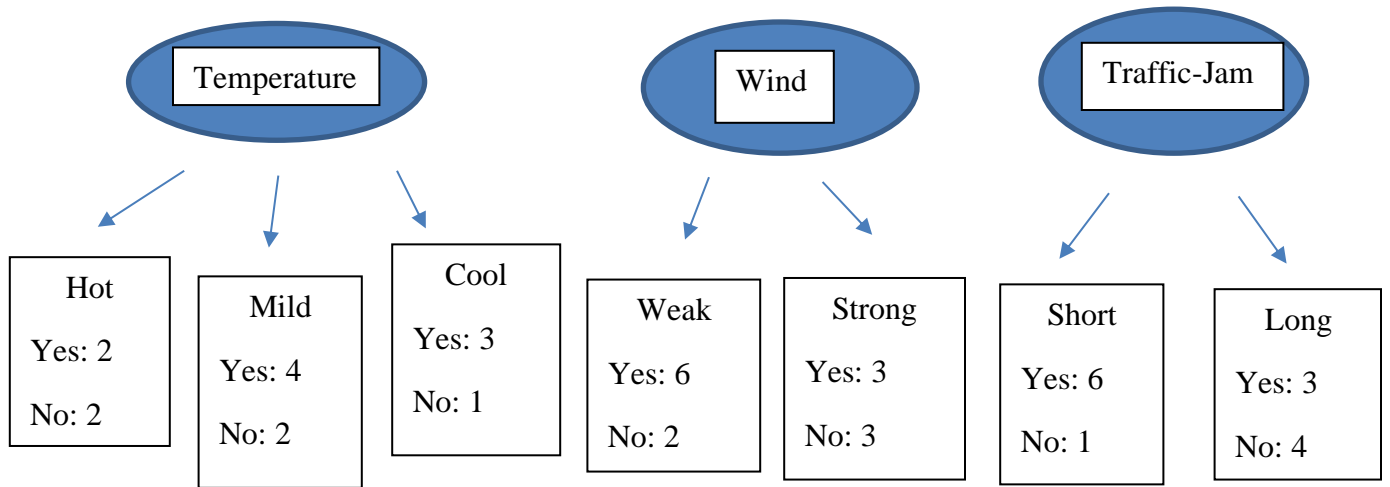 Temperature
Wind
Traffic-Jam
Hot
Yes: 2
No: 2
Mild
Yes: 4
No: 2
Cool
Yes: 3
No: 1
Weak
Yes: 6
No: 2
Strong
Yes: 3
No: 3
Short
Yes: 6
No: 1
Long
Yes: 3
No: 4